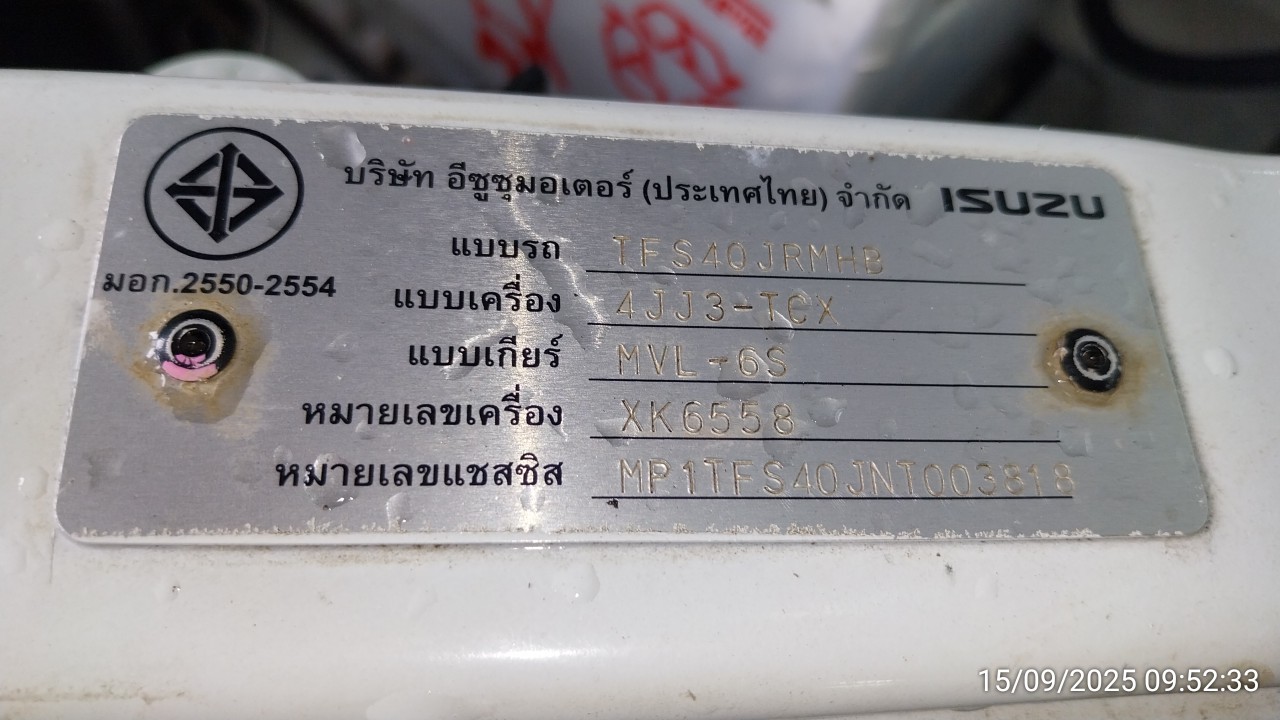 บริษัท อีซูซุมอเตอร์ (ประเทศไทย) จำกัด ISUZU
มอก.2550-2554
แบบรถ TFS40JRMHB
แบบเครื่อง 4JJ3-TCX
แบบเกียร์ MVL-6S
หมายเลขเครื่อง XK6558
หมายเลขแชสซิส MP1TFS40JNT003818
15/09/2025 09:52:33